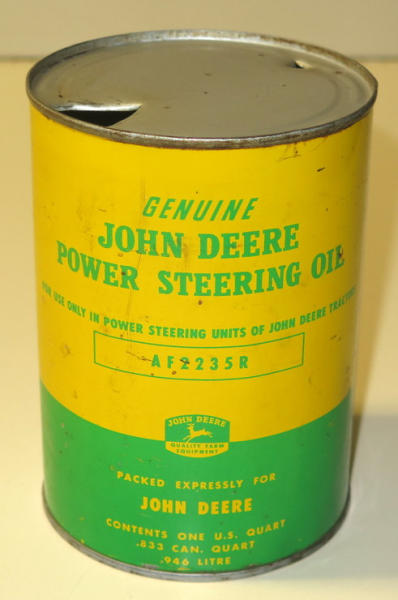 GENUINE
JOHN DEERE
POWER STEERING OIL
FOR USE ONLY IN POWER STEERING UNITS OF JOHN DEERE TRACTORS
AF2235R
JOHN DEERE
QUALITY FARM
EQUIPMENT
PACKED EXPRESSLY FOR
JOHN DEERE
CONTENTS ONE U.S. QUART
.833 CAN. QUART
.946 LITRE